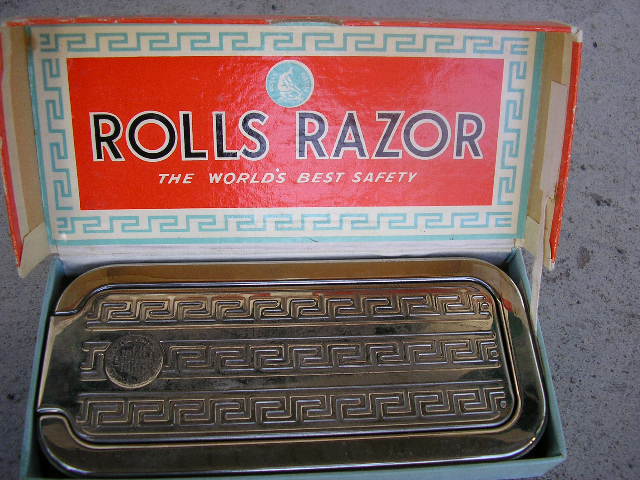 ROLLS RAZOR
THE WORLD'S BEST SAFETY